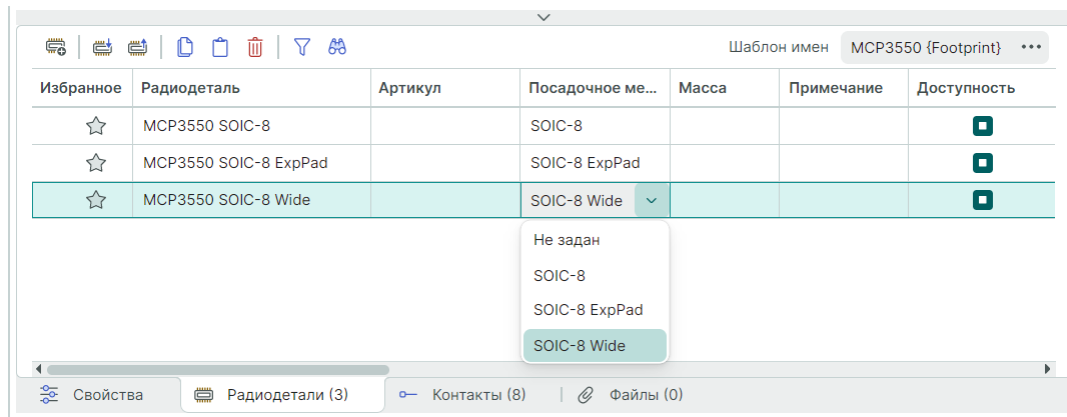 Шаблон имен MCP3550 {Footprint} •••
Избранное Радиодеталь Артикул Посадочное ме... Масса Примечание Доступность
MCP3550 SOIC-8 SOIC-8
MCP3550 SOIC-8 ExpPad SOIC-8 ExpPad
MCP3550 SOIC-8 Wide SOIC-8 Wide
Не задан
SOIC-8
SOIC-8 ExpPad
SOIC-8 Wide
Свойства Радиодетали (3) Контакты (8) Файлы (0)